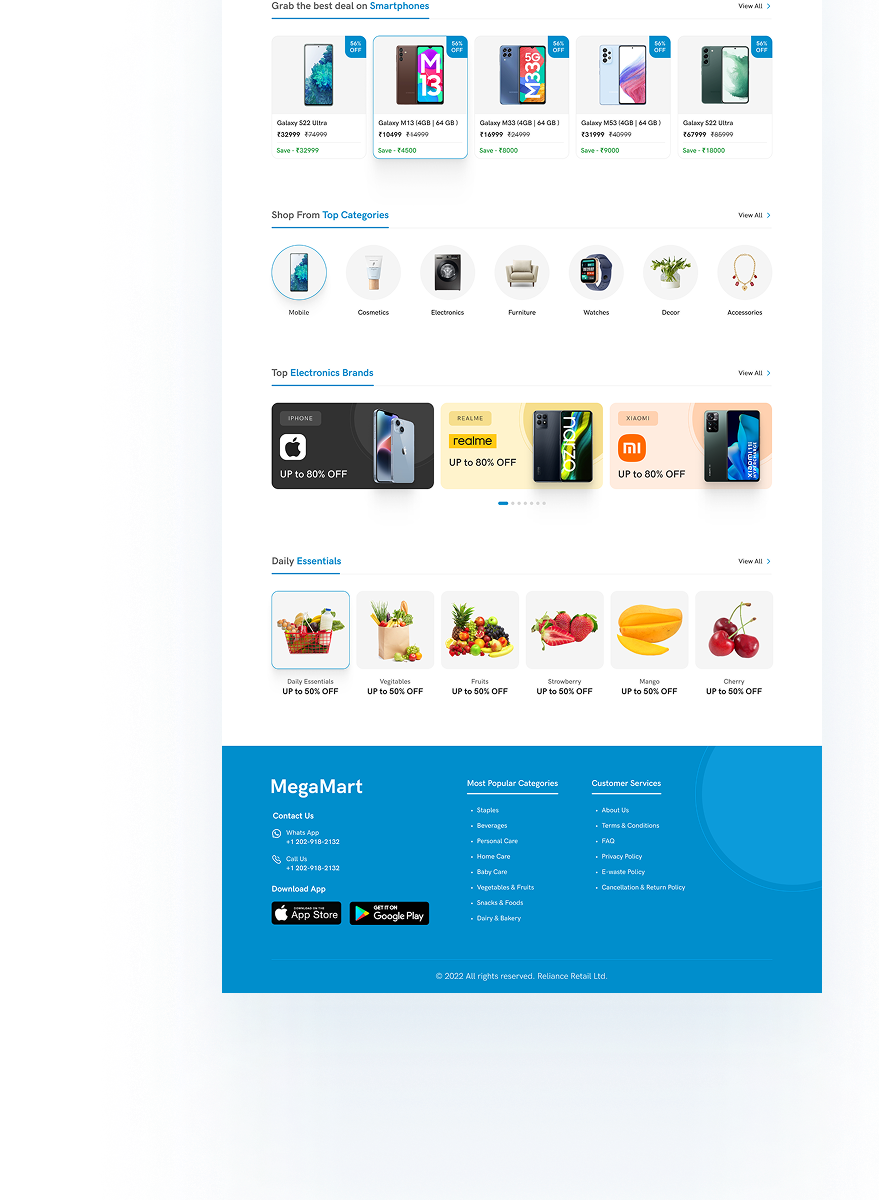 Grab the best deal on Smartphones
View All
56%
OFF
56%
OFF
56%
OFF
56%
OFF
56%
OFF
M
13
5G
M33
Galaxy S22 Ultra
₹32999 ₹74999
Save - ₹32999
Galaxy M13 (4GB | 64 GB )
₹10499 ₹14999
Save - ₹4500
Galaxy M33 (4GB | 64 GB )
₹16999 ₹24999
Save - ₹8000
Galaxy M53 (4GB | 64 GB )
₹31999 ₹40999
Save - ₹9000
Galaxy S22 Ultra
₹67999 ₹85999
Save - ₹18000
Shop From Top Categories
View All
Mobile
Cosmetics
Electronics
Furniture
Watches
Decor
Accessories
Top Electronics Brands
View All
IPHONE
UP to 80% OFF
REALME
realme
UP to 80% OFF
narzo
XIAOMI
mi
UP to 80% OFF
Xiaomi 11i
Daily Essentials
View All
Daily Essentials
UP to 50% OFF
Vegitables
UP to 50% OFF
Fruits
UP to 50% OFF
Strowberry
UP to 50% OFF
Mango
UP to 50% OFF
Cherry
UP to 50% OFF
MegaMart
Contact Us
Whats App
+1 202-918-2132
Call Us
+1 202-918-2132
Download App
DOWNLOAD ON THE
App Store
GET IT ON
Google Play
Most Popular Categories
• Staples
• Beverages
• Personal Care
• Home Care
• Baby Care
• Vegetables & Fruits
• Snacks & Foods
• Dairy & Bakery
Customer Services
• About Us
• Terms & Conditions
• FAQ
• Privacy Policy
• E-waste Policy
• Cancellation & Return Policy
© 2022 All rights reserved. Reliance Retail Ltd.